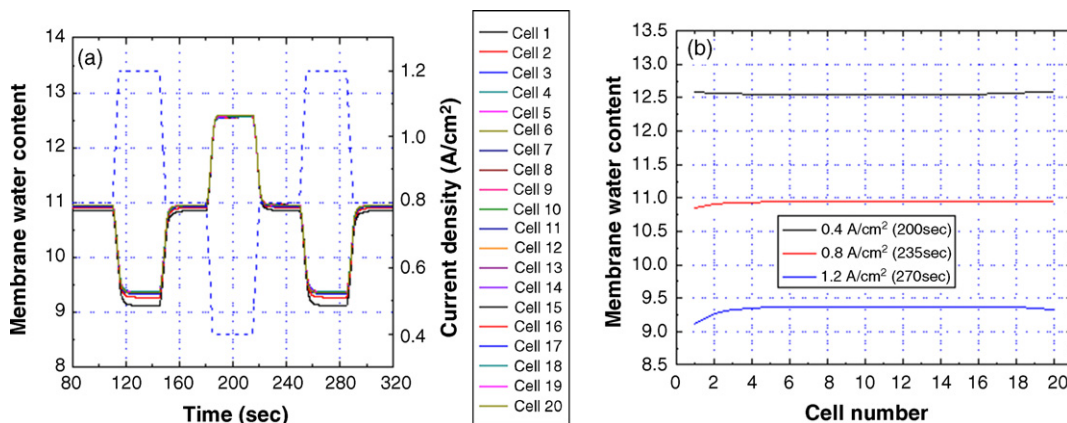 (a)
Membrane water content
14
13
12
11
10
9
8
80 120 160 200 240 280 320
Time (sec)
1.2
1.0
0.8
0.6
0.4
Current density (A/cm²)
Cell 1
Cell 2
Cell 3
Cell 4
Cell 5
Cell 6
Cell 7
Cell 8
Cell 9
Cell 10
Cell 11
Cell 12
Cell 13
Cell 14
Cell 15
Cell 16
Cell 17
Cell 18
Cell 19
Cell 20
(b)
Membrane water content
13.5
13.0
12.5
12.0
11.5
11.0
10.5
10.0
9.5
9.0
8.5
0.4 A/cm² (200sec)
0.8 A/cm² (235sec)
1.2 A/cm² (270sec)
0 2 4 6 8 10 12 14 16 18 20
Cell number